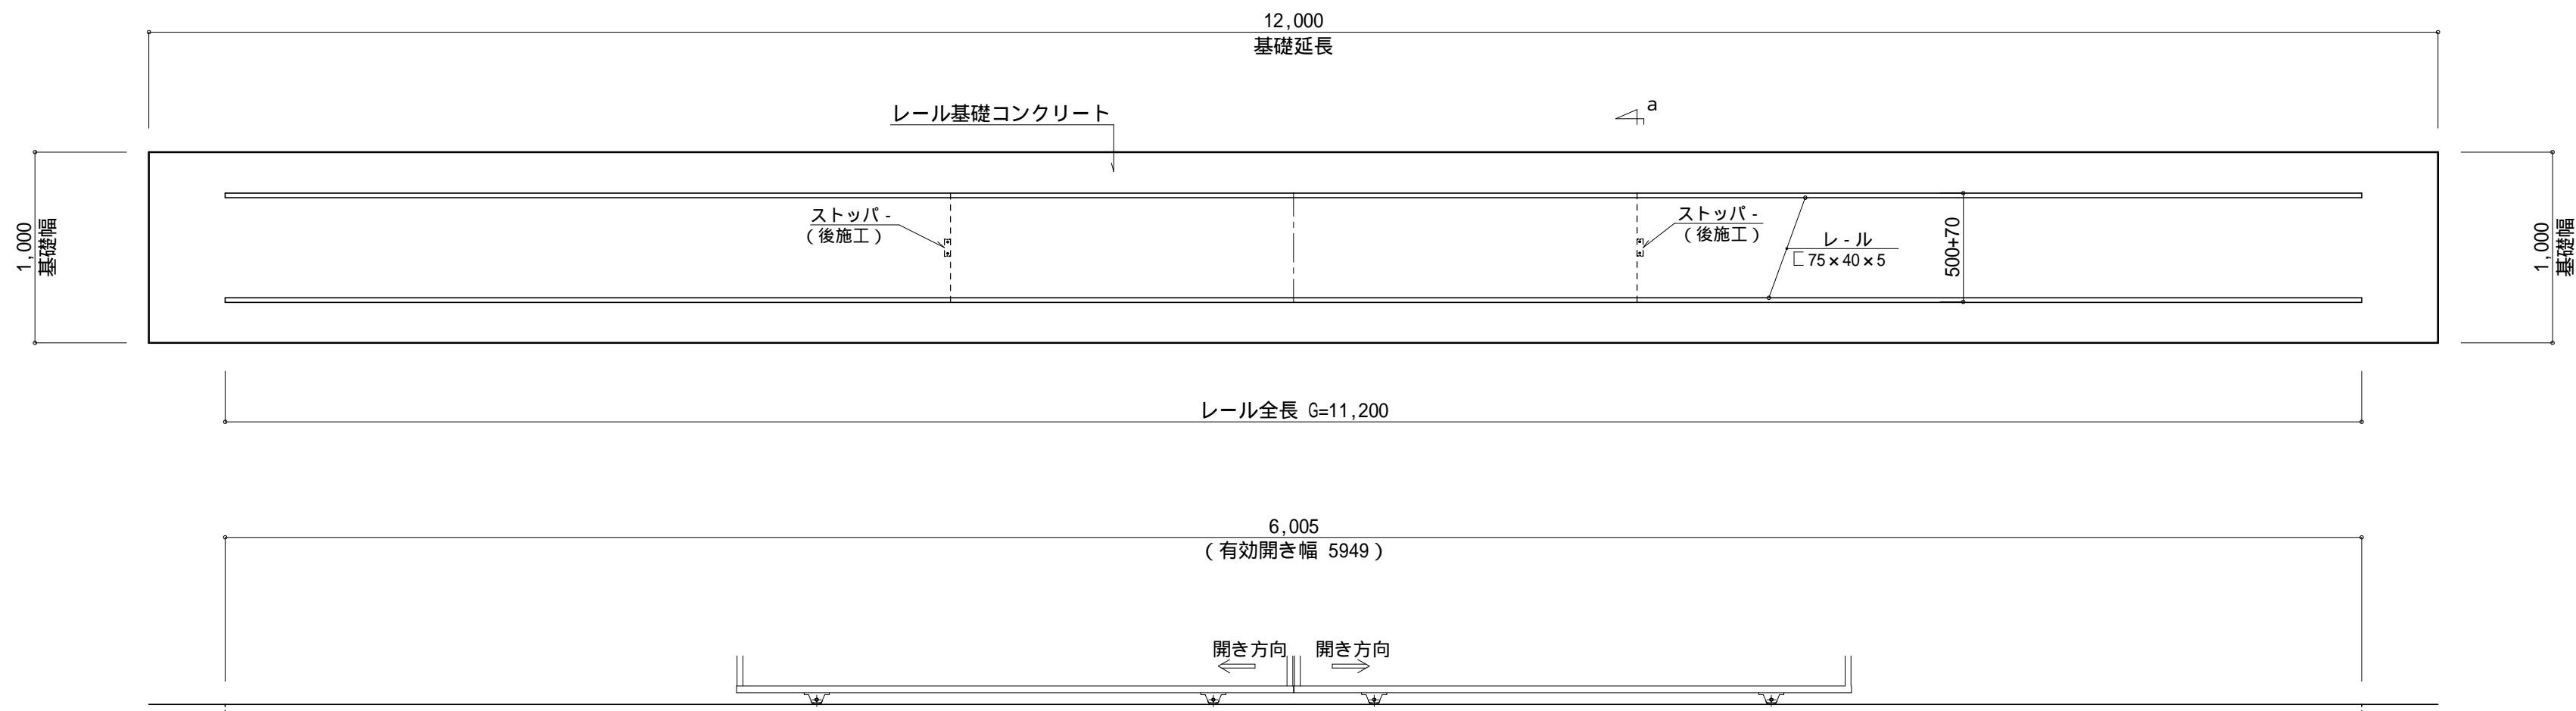 12,000
基礎延長
レール基礎コンクリート
a
1,000
基礎幅
ストッパ-
(後施工)
ストッパ-
(後施工)
レ-ル
[75×40×5
500+70
1,000
基礎幅
レール全長 G=11,200
6,005
(有効開き幅 5949)
開き方向
開き方向